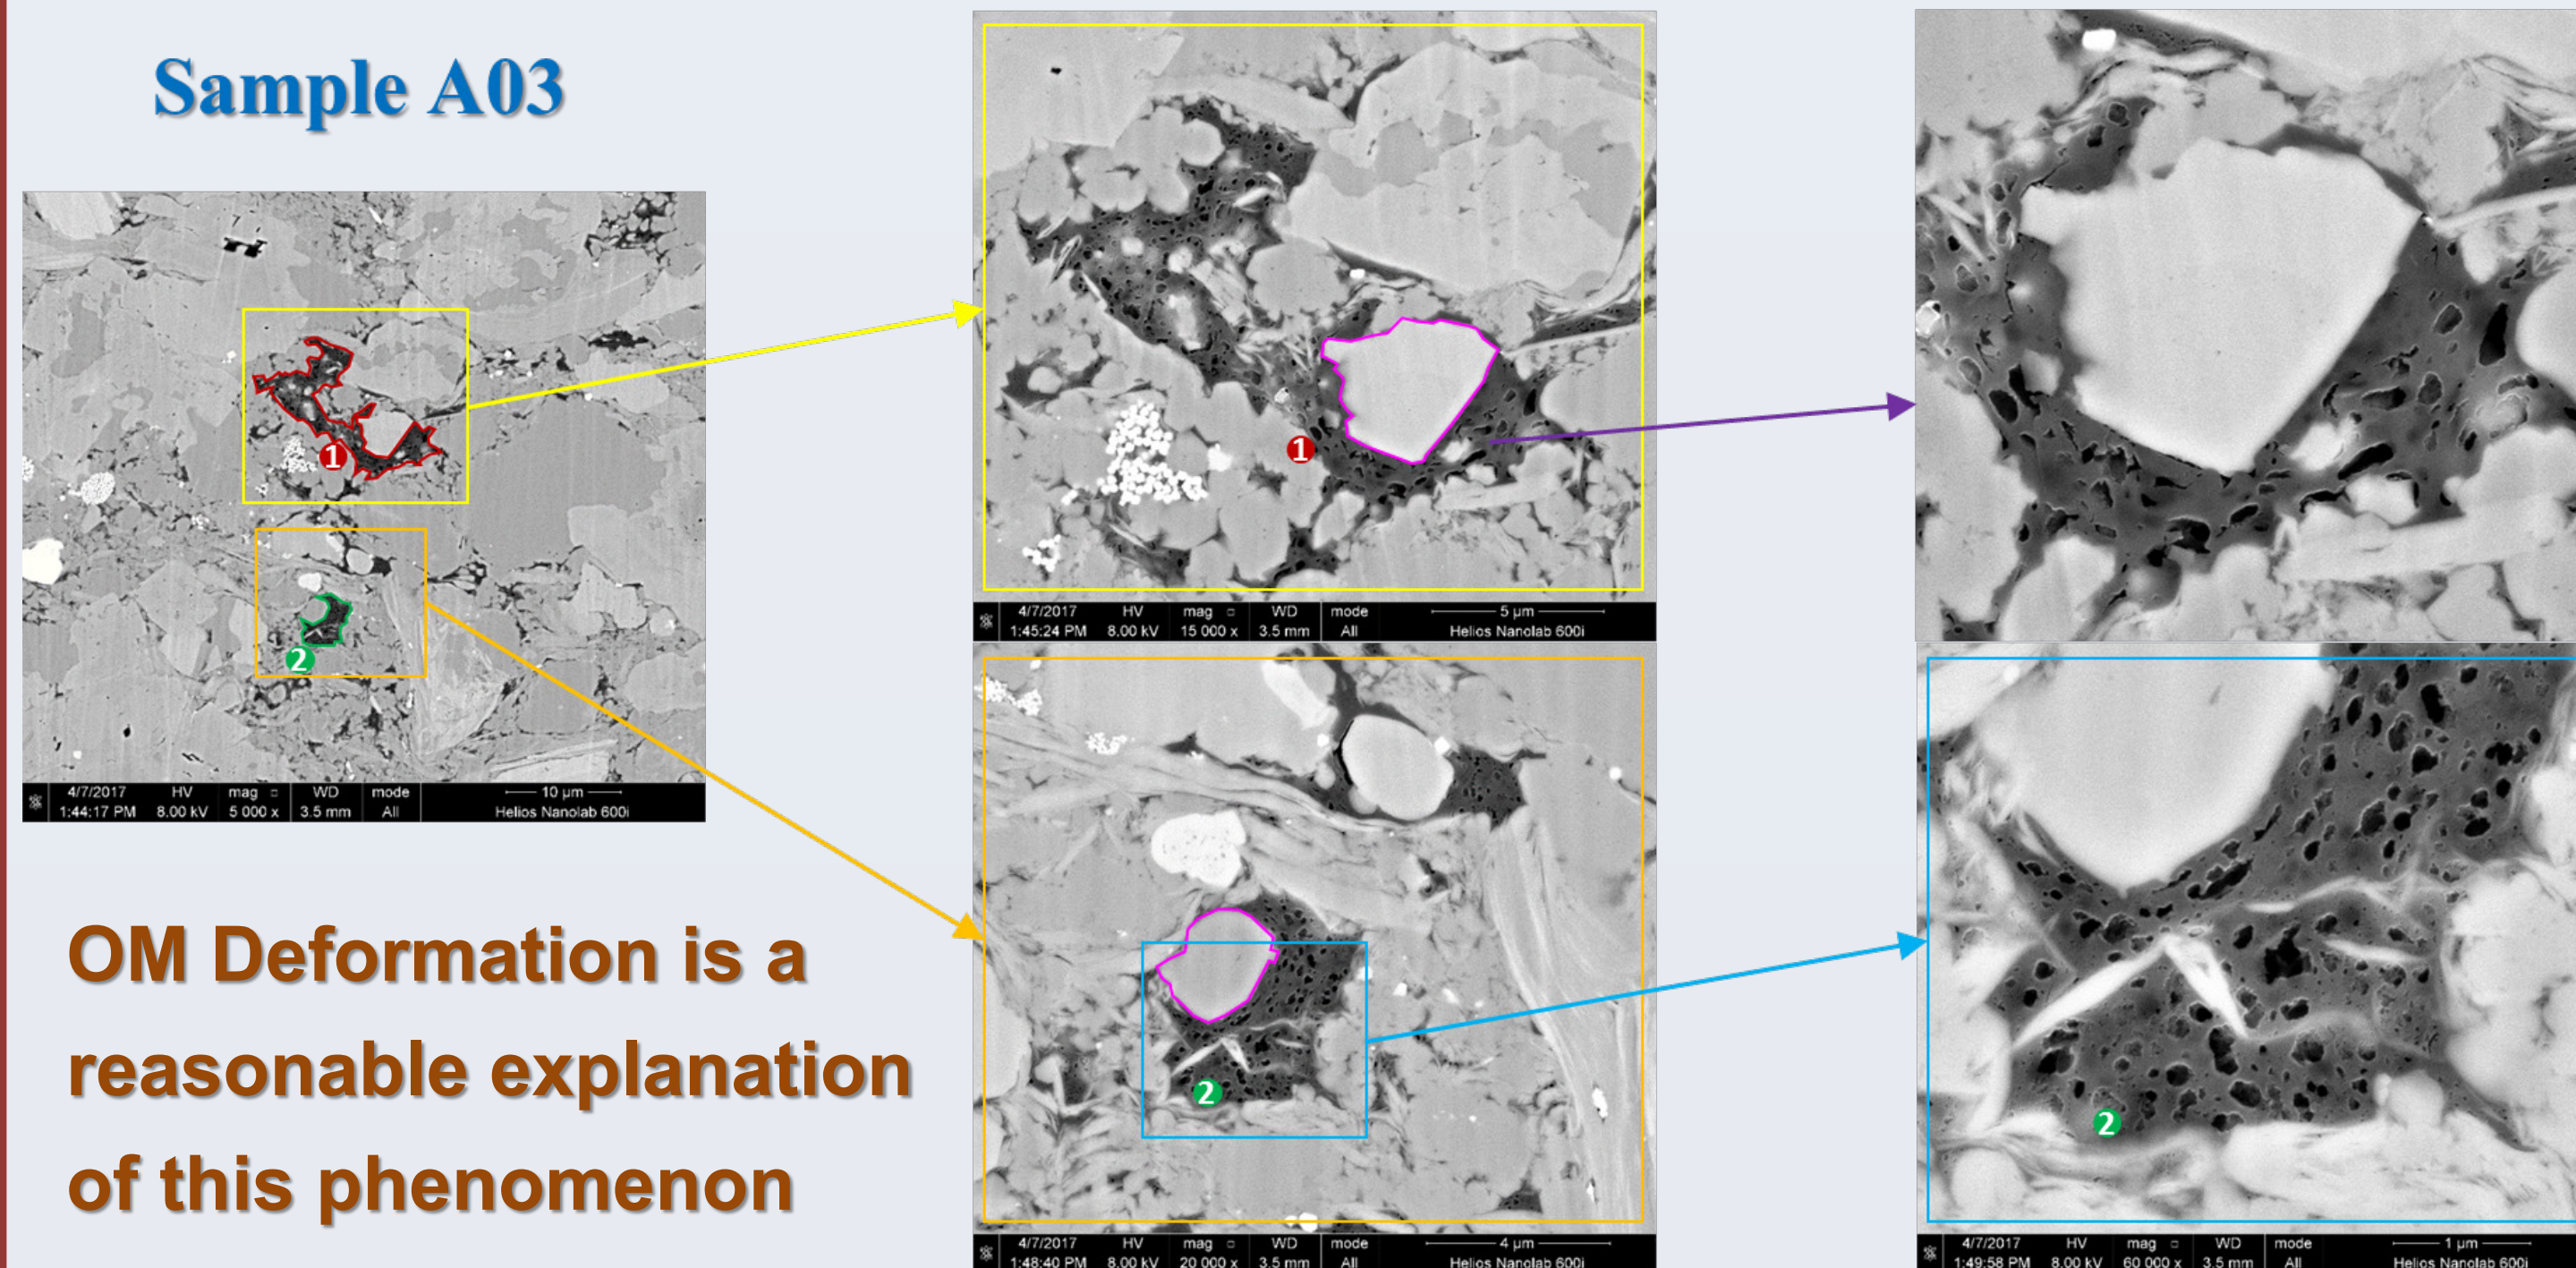 Sample A03
1
2
4/7/2017 HV mag WD mode 10 µm
1:44:17 PM 8.00 kV 5 000 x 3.5 mm All Helios Nanolab 600i
OM Deformation is a
reasonable explanation
of this phenomenon
1
4/7/2017 HV mag WD mode 5 µm
1:45:24 PM 8.00 kV 15 000 x 3.5 mm All Helios Nanolab 600i
2
4/7/2017 HV mag WD mode 4 µm
1:48:40 PM 8.00 kV 20 000 x 3.5 mm All Helios Nanolab 600i
2
4/7/2017 HV mag WD mode 1 µm
1:49:58 PM 8.00 kV 60 000 x 3.5 mm All Helios Nanolab 600i